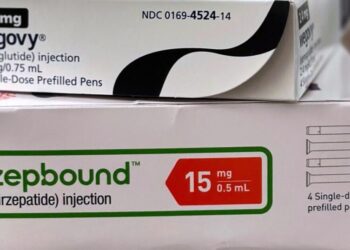 mg
NDC 0169-4524-14
egovy®
glutide) injection
g/0.75 mL
gle-Dose Prefilled Pens
wegovy
zepbound™
rzepatide) injection
15 mg
0.5 mL
4 Single-d
prefilled p